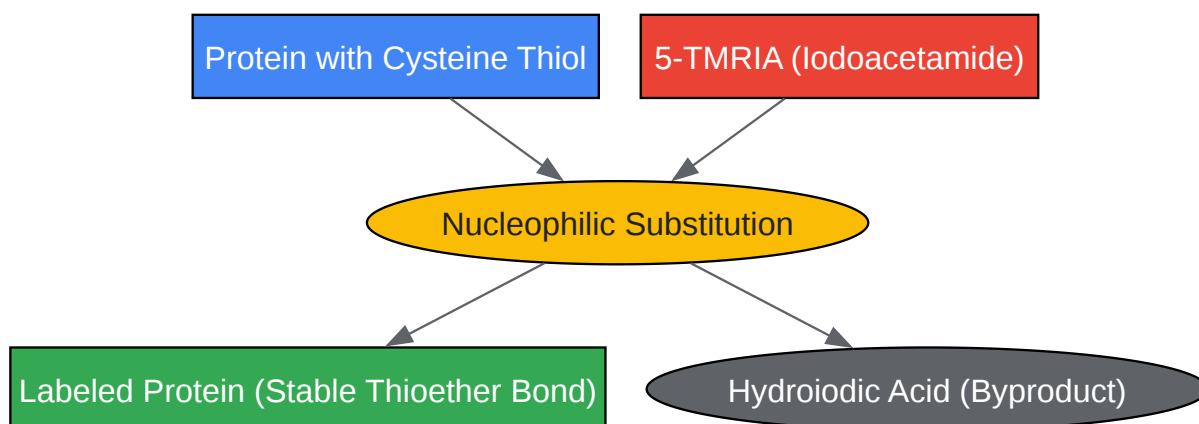 Protein with Cysteine Thiol
5-TMRIA (Iodoacetamide)
Nucleophilic Substitution
Labeled Protein (Stable Thioether Bond)
Hydroiodic Acid (Byproduct)